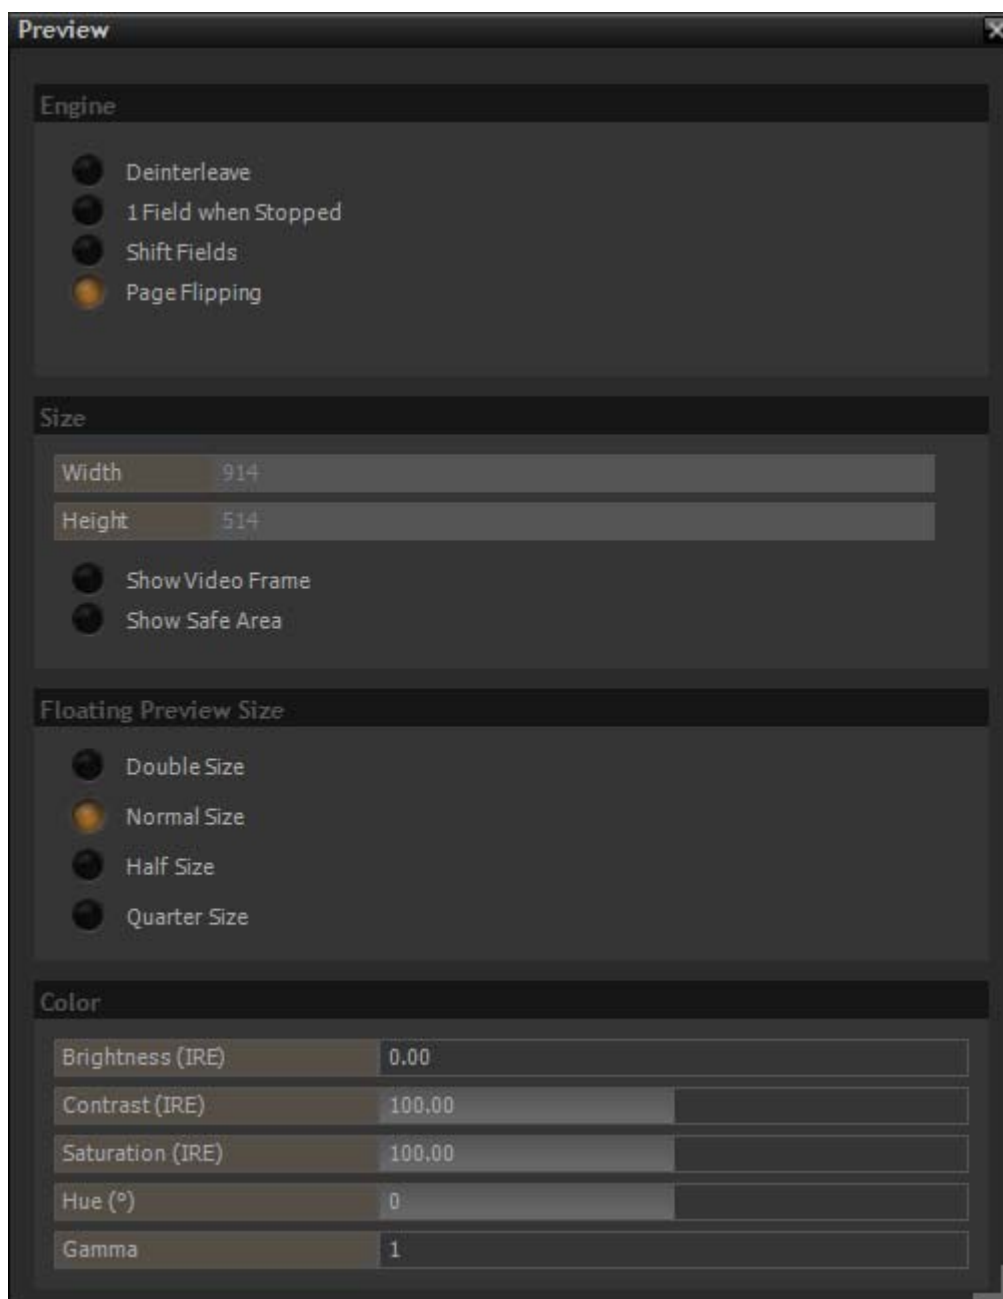 Preview
Engine
Deinterleave
1 Field when Stopped
Shift Fields
Page Flipping
Size
Width 914
Height 514
Show Video Frame
Show Safe Area
Floating Preview Size
Double Size
Normal Size
Half Size
Quarter Size
Color
Brightness (IRE) 0.00
Contrast (IRE) 100.00
Saturation (IRE) 100.00
Hue (º) 0
Gamma 1